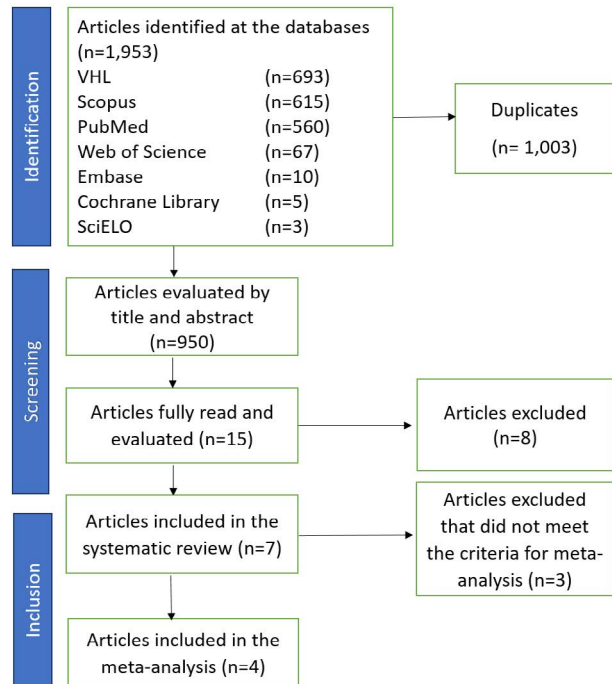 Identification
Articles identified at the databases
(n=1,953)
VHL (n=693)
Scopus (n=615)
PubMed (n=560)
Web of Science (n=67)
Embase (n=10)
Cochrane Library (n=5)
SciELO (n=3)
Duplicates
(n= 1,003)
Screening
Articles evaluated by
title and abstract
(n=950)
Articles fully read and
evaluated (n=15)
Articles excluded
(n=8)
Inclusion
Articles included in the
systematic review (n=7)
Articles excluded
that did not meet
the criteria for meta-
analysis (n=3)
Articles included in the
meta-analysis (n=4)